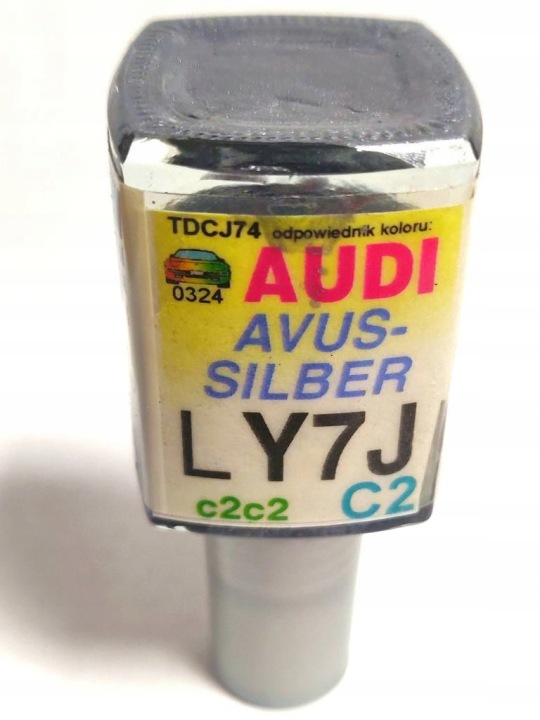 TDCJ74 odpowiednik koloru:
AUDI
0324
AVUS-
SILBER
LY7J
c2c2 C2